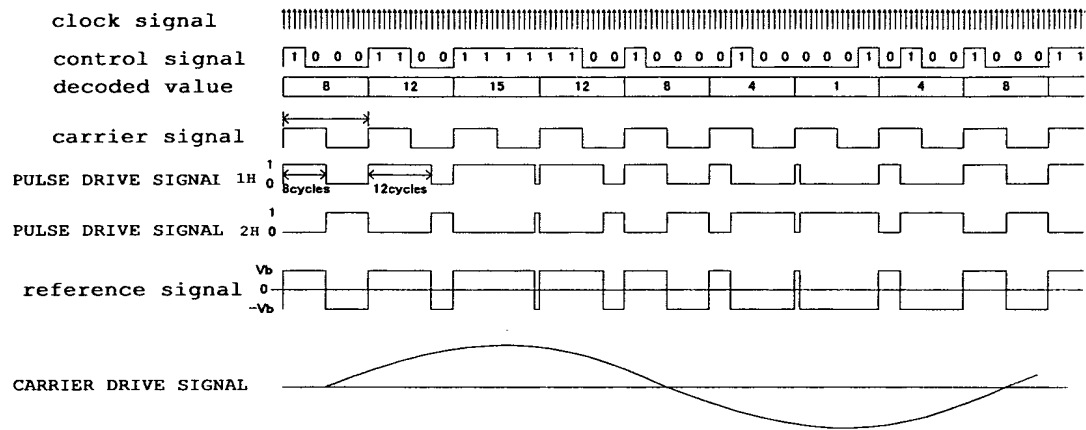 clock signal
control signal 1 0 0 0 1 1 0 0 1 1 1 1 1 1 0 0 1 0 0 0 0 1 0 0 0 0 0 1 0 1 0 0 1 0 0 0 1 1
decoded value 8 12 15 12 8 4 1 4 8
carrier signal
PULSE DRIVE SIGNAI 1H 1 0
8cycles 12cycles
PULSE DRIVE SIGNAL 2H 1 0
reference signal Vb 0 -Vb
CARRIER DRIVE SIGNAL